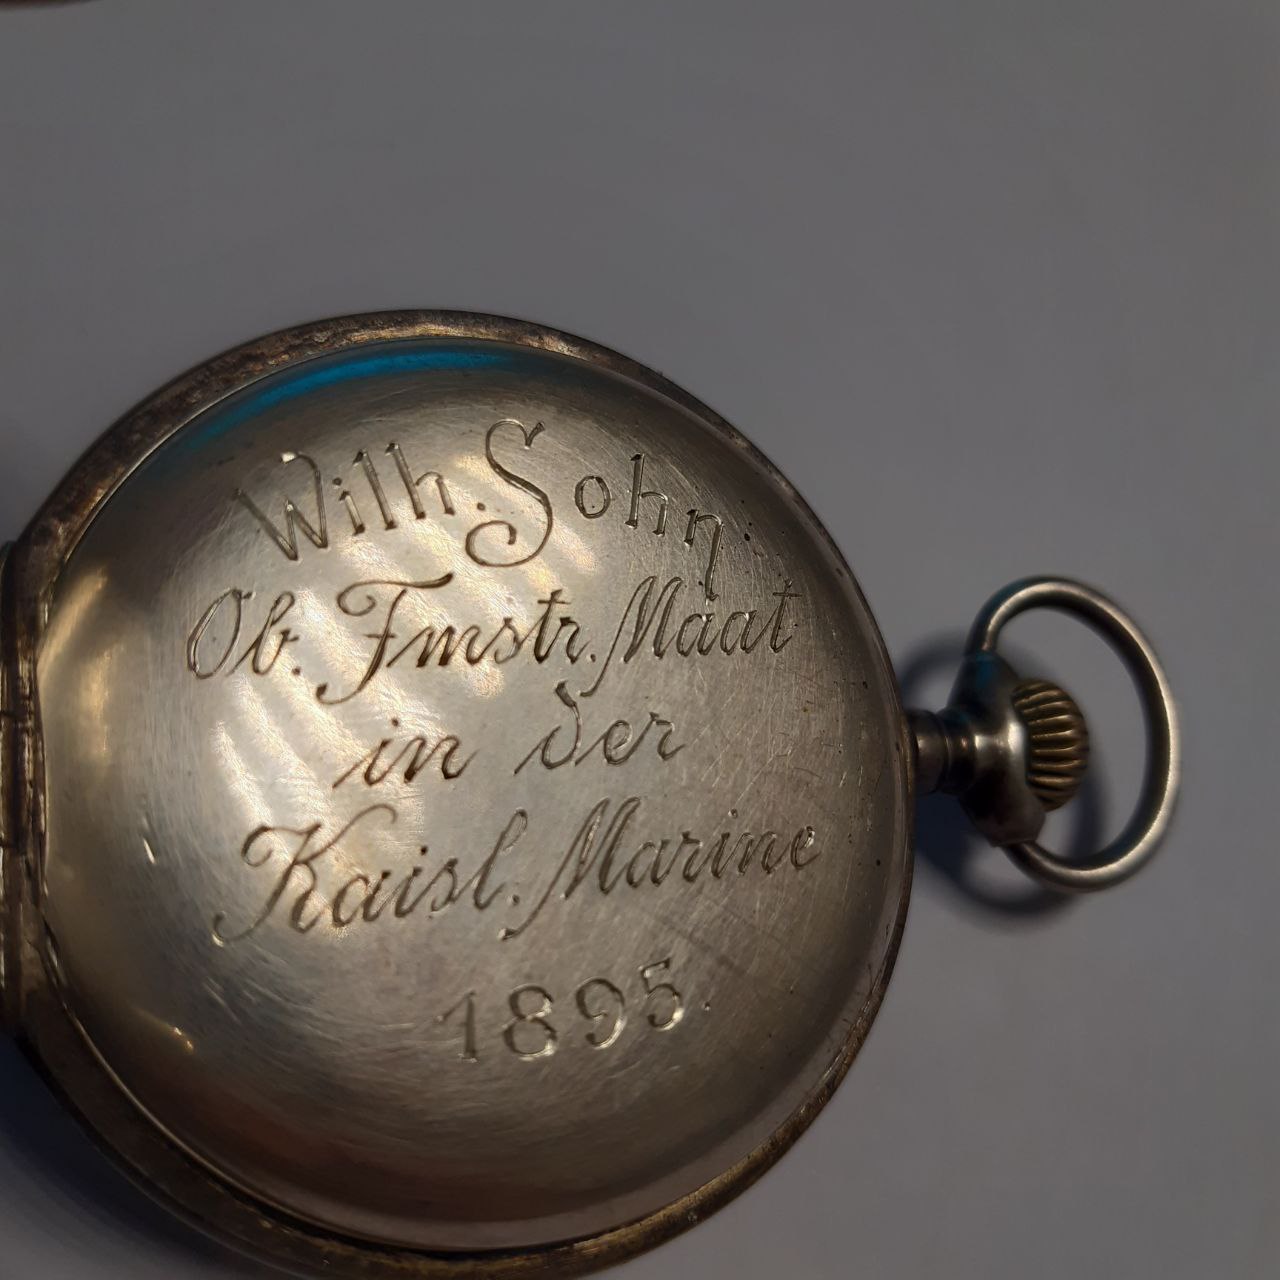 Wilh. Sohn
Ob. Fmstr. Maat
in der
Kaisl. Marine
1895.